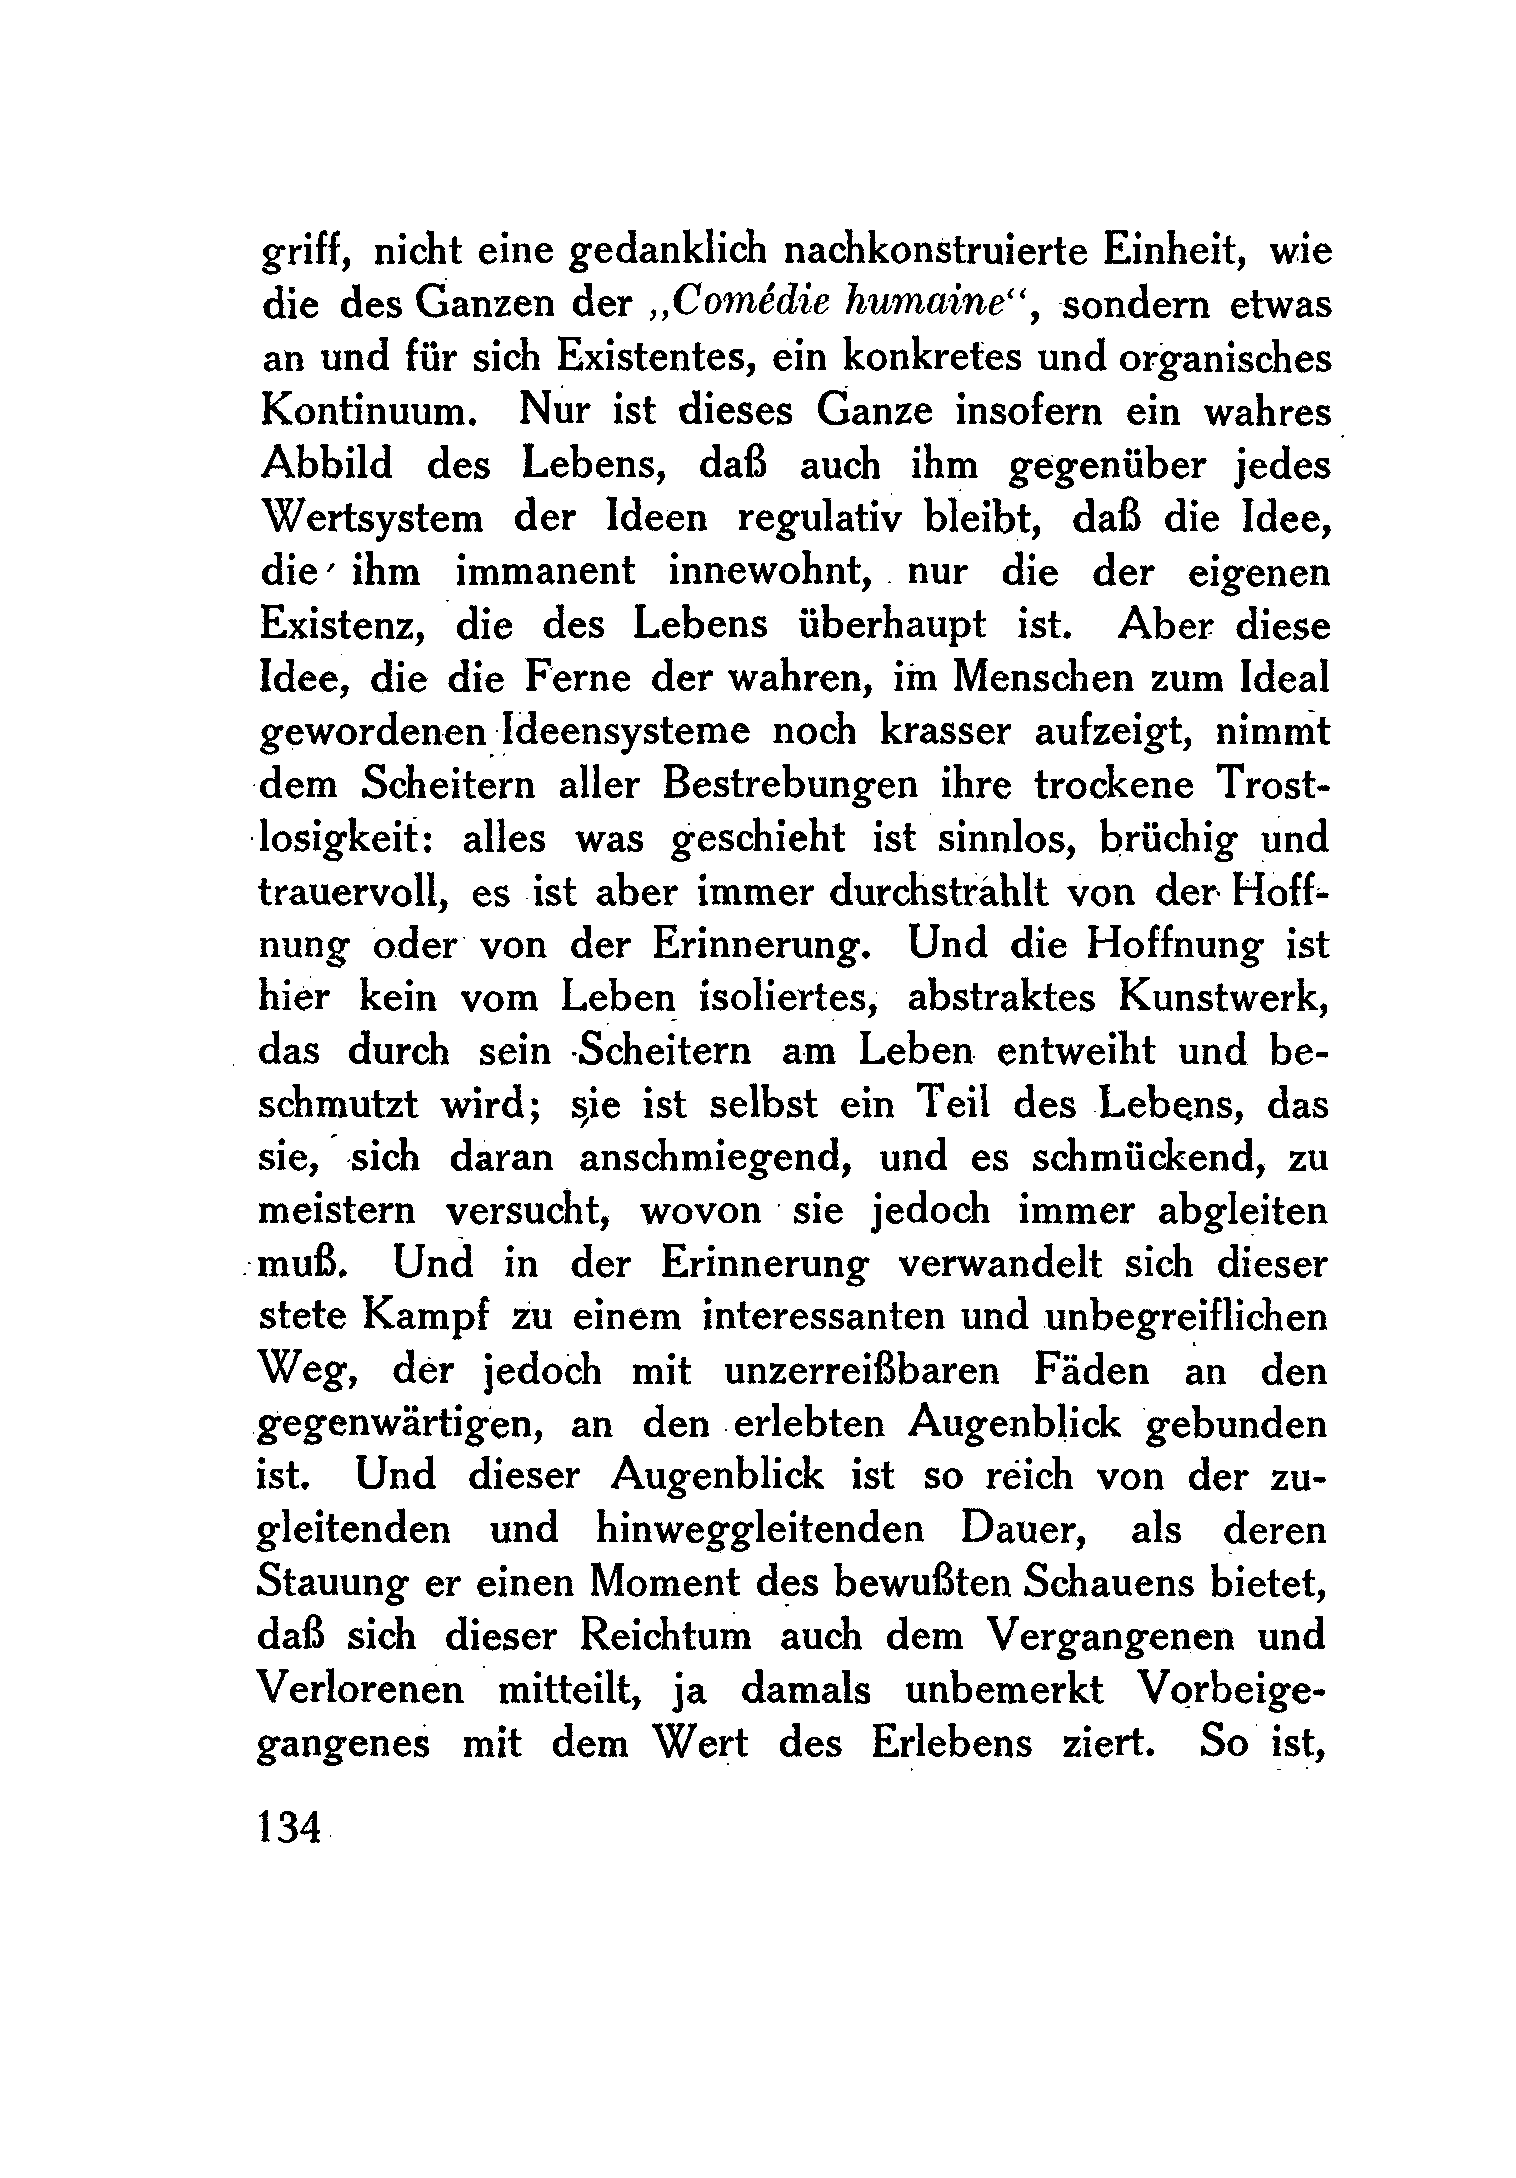 griff, nicht eine gedanklich nachkonstruierte Einheit, wie
die des Ganzen der „Comédie humaine“, sondern etwas
an und für sich Existentes, ein konkretes und organisches
Kontinuum. Nur ist dieses Ganze insofern ein wahres
Abbild des Lebens, daß auch ihm gegenüber jedes
Wertsystem der Ideen regulativ bleibt, daß die Idee,
die ihm immanent innewohnt, nur die der eigenen
Existenz, die des Lebens überhaupt ist. Aber diese
Idee, die die Ferne der wahren, im Menschen zum Ideal
gewordenen Ideensysteme noch krasser aufzeigt, nimmt
dem Scheitern aller Bestrebungen ihre trockene Trost-
losigkeit: alles was geschieht ist sinnlos, brüchig und
trauervoll, es ist aber immer durchstrahlt von der Hoff-
nung oder von der Erinnerung. Und die Hoffnung ist
hier kein vom Leben isoliertes, abstraktes Kunstwerk,
das durch sein Scheitern am Leben entweiht und be-
schmutzt wird; sie ist selbst ein Teil des Lebens, das
sie, sich daran anschmiegend, und es schmückend, zu
meistern versucht, wovon sie jedoch immer abgleiten
muß. Und in der Erinnerung verwandelt sich dieser
stete Kampf zu einem interessanten und unbegreiflichen
Weg, der jedoch mit unzerreißbaren Fäden an den
gegenwärtigen, an den erlebten Augenblick gebunden
ist. Und dieser Augenblick ist so reich von der zu-
gleitenden und hinweggleitenden Dauer, als deren
Stauung er einen Moment des bewußten Schauens bietet,
daß sich dieser Reichtum auch dem Vergangenen und
Verlorenen mitteilt, ja damals unbemerkt Vorbeige-
gangenes mit dem Wert des Erlebens ziert. So ist,
134